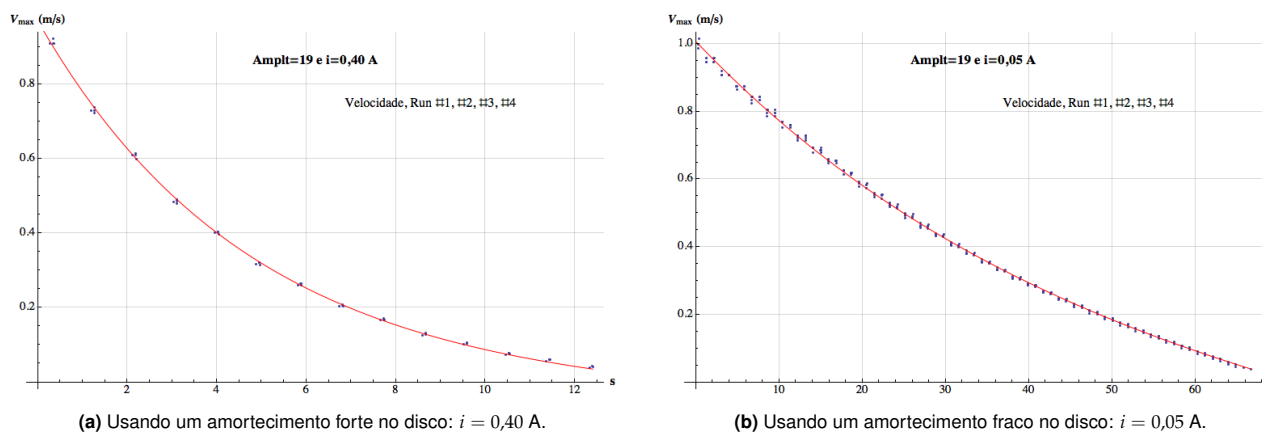 V_max (m/s)
Amplt=19 e i=0,40 A
Velocidade, Run #1, #2, #3, #4
0.8
0.6
0.4
0.2
2 4 6 8 10 12 s
(a) Usando um amortecimento forte no disco: i = 0,40 A.
V_max (m/s)
1.0
Amplt=19 e i=0,05 A
Velocidade, Run #1, #2, #3, #4
0.8
0.6
0.4
0.2
0 10 20 30 40 50 60
(b) Usando um amortecimento fraco no disco: i = 0,05 A.